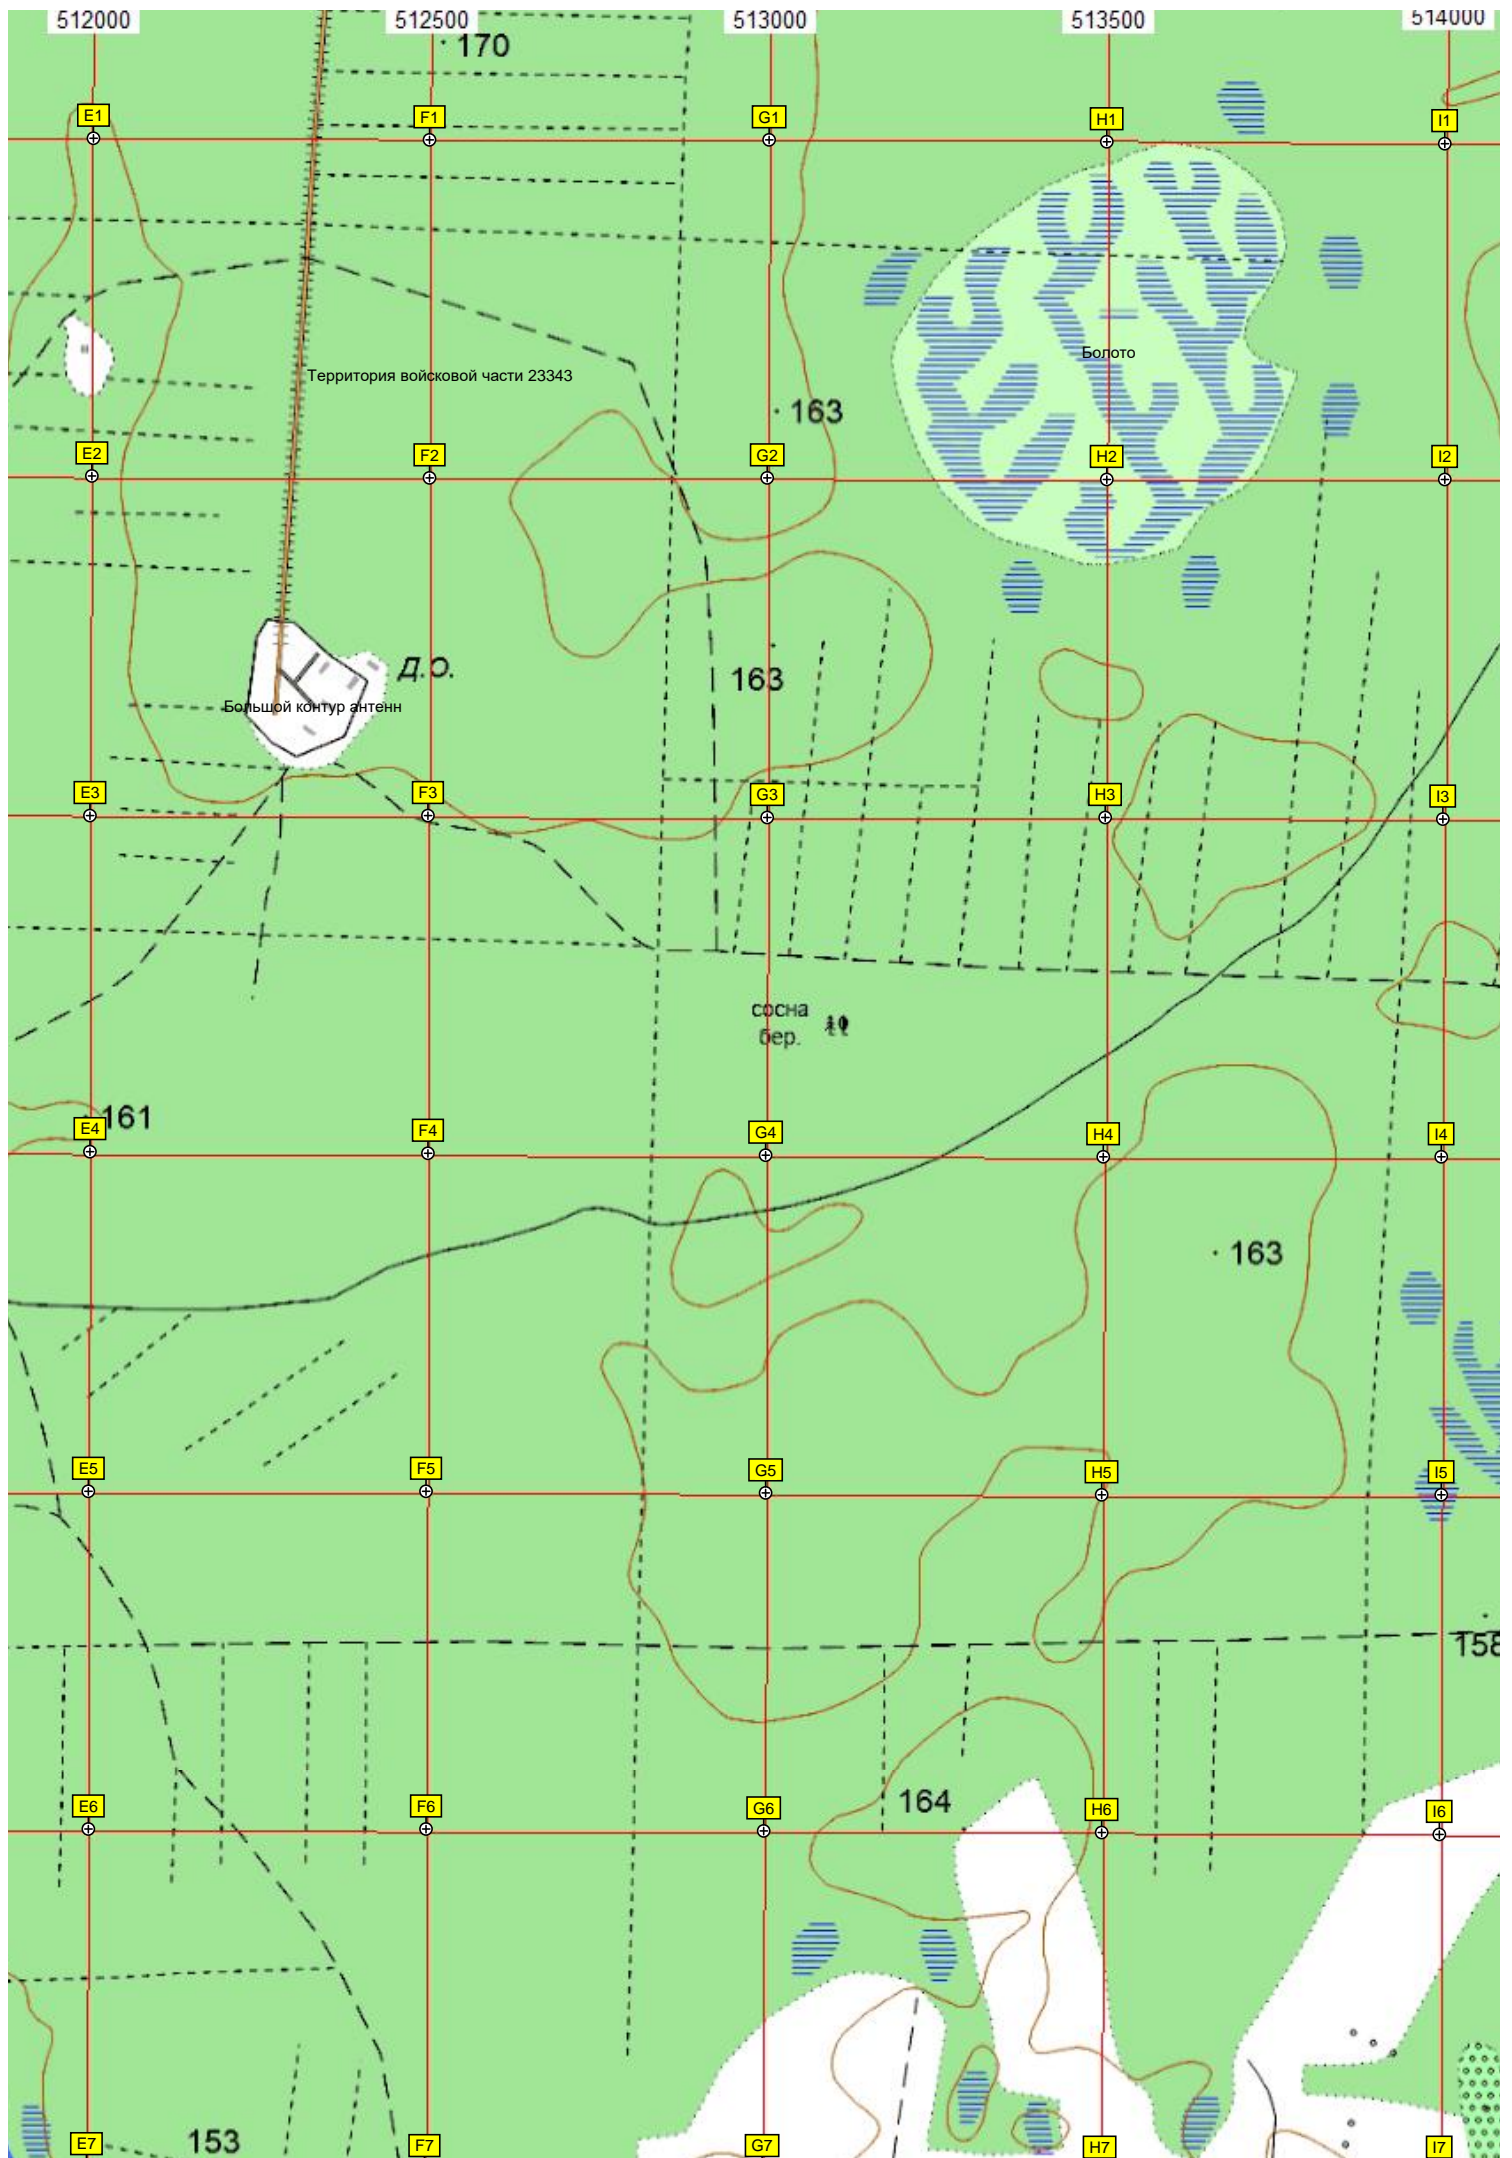 512000 512500 513000 513500 514000
170
E1 F1 G1 H1 I1
Болото
Территория войсковой части 23343
163
E2 F2 G2 H2 I2
Д.О.
163
Большой контур антенн
E3 F3 G3 H3 I3
сосна
бер.
161
E4 F4 G4 H4 I4
163
E5 F5 G5 H5 I5
158
164
E6 F6 G6 H6 I6
153
E7 F7 G7 H7 I7